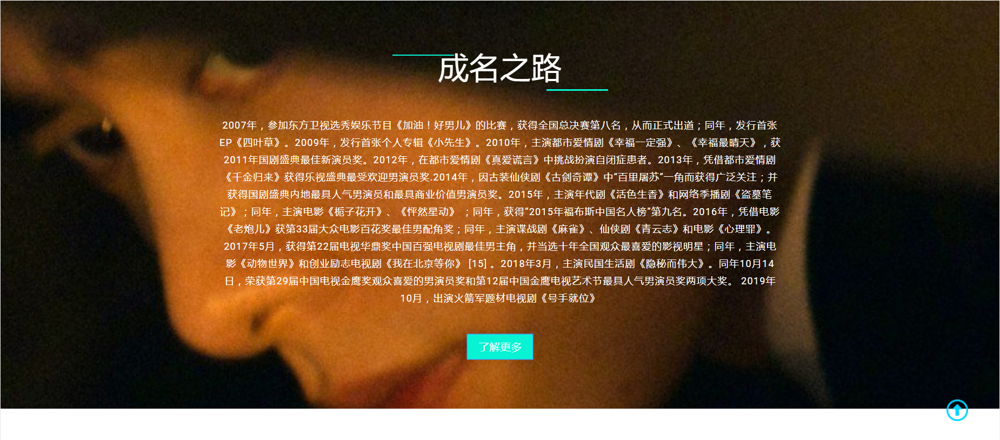 成名之路
2007年，参加东方卫视选秀娱乐节目《加油！好男儿》的比赛，获得全国总决赛第八名，从而正式出道；同年，发行首张
EP《四叶草》。2009年，发行首张个人专辑《小先生》。2010年，主演都市爱情剧《幸福一定强》、《幸福最晴天》，获
2011年国剧盛典最佳新演员奖。2012年，在都市爱情剧《真爱谎言》中挑战扮演自闭症患者。2013年，凭借都市爱情剧
《千金归来》获得乐视盛典最受欢迎男演员奖.2014年，因古装仙侠剧《古剑奇谭》中“百里屠苏”一角而获得广泛关注；并
获得国剧盛典内地最具人气男演员和最具商业价值男演员奖。2015年，主演年代剧《活色生香》和网络季播剧《盗墓笔
记》；同年，主演电影《栀子花开》、《怦然星动》 ；同年，获得“2015年福布斯中国名人榜”第九名。2016年，凭借电影
《老炮儿》获第33届大众电影百花奖最佳男配角奖；同年，主演谍战剧《麻雀》、仙侠剧《青云志》和电影《心理罪》。
2017年5月，获得第22届电视华鼎奖中国百强电视剧最佳男主角，并当选十年全国观众最喜爱的影视明星；同年，主演电
影《动物世界》和创业励志电视剧《我在北京等你》 [15] 。2018年3月，主演民国生活剧《隐秘而伟大》。同年10月14
日，荣获第29届中国电视金鹰奖观众喜爱的男演员奖和第12届中国金鹰电视艺术节最具人气男演员奖两项大奖。 2019年
10月，出演火箭军题材电视剧《号手就位》
了解更多